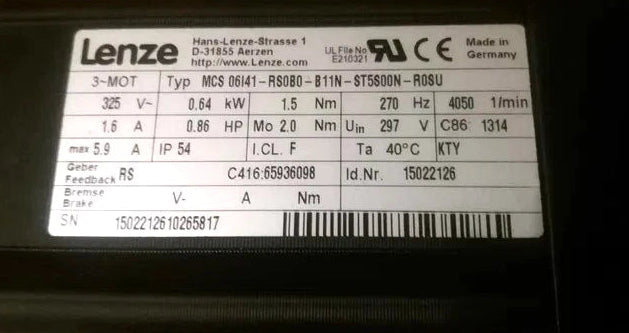 Lenze
Hans-Lenze-Strasse 1
D-31855 Aerzen
http://www.Lenze.com
UL File No
E210321
RU CE
Made in
Germany
3~MOT Typ MCS 06I41-RS0B0-B11N-ST5S00N-R0SU
325 V~ 0.64 kW 1.5 Nm 270 Hz 4050 1/min
1.6 A 0.86 HP Mo 2.0 Nm Uin 297 V C86 1314
max 5.9 A IP 54 I.CL. F Ta 40°C KTY
Geber
Feedback RS C416:65936098 Id.Nr. 15022126
Bremse
Brake V- A Nm
SN 1502212610265817